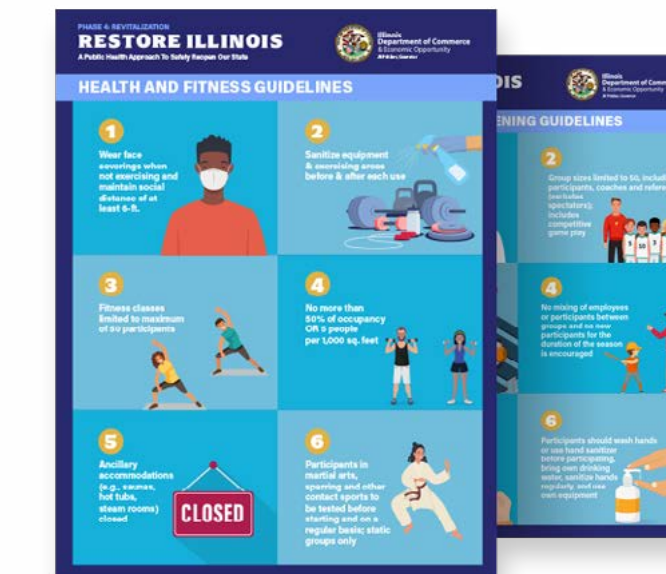 PHASE 4: REVITALIZATION
RESTORE ILLINOIS
A Public Health Approach To Safely Reopen Our State
Illinois
Department of Commerce
& Economic Opportunity
JB Pritzker, Governor
HEALTH AND FITNESS GUIDELINES
1
Wear face
coverings when
not exercising and
maintain social
distance of at
least 6-ft.
2
Sanitize equipment
& exercising areas
before & after each use
3
Fitness classes
limited to maximum
of 50 participants
4
No more than
50% of occupancy
OR 5 people
per 1,000 sq. feet
5
Ancillary
accommodations
(e.g., saunas,
hot tubs,
steam rooms)
closed
CLOSED
6
Participants in
martial arts,
sparring and other
contact sports to
be tested before
starting and on a
regular basis; static
groups only
OIS
Illinois
Department of Comm
& Economic Opportunity
ENING GUIDELINES
2
Group sizes limited to 50, includi
participants, coaches and refere
(excludes
spectators);
includes
competitive
game play
4
No mixing of employees
or participants between
groups and no new
participants for the
duration of the season
is encouraged
6
Participants should wash hands
or use hand sanitizer
before participating,
bring own drinking
water, sanitize hands
regularly, and use
own equipment